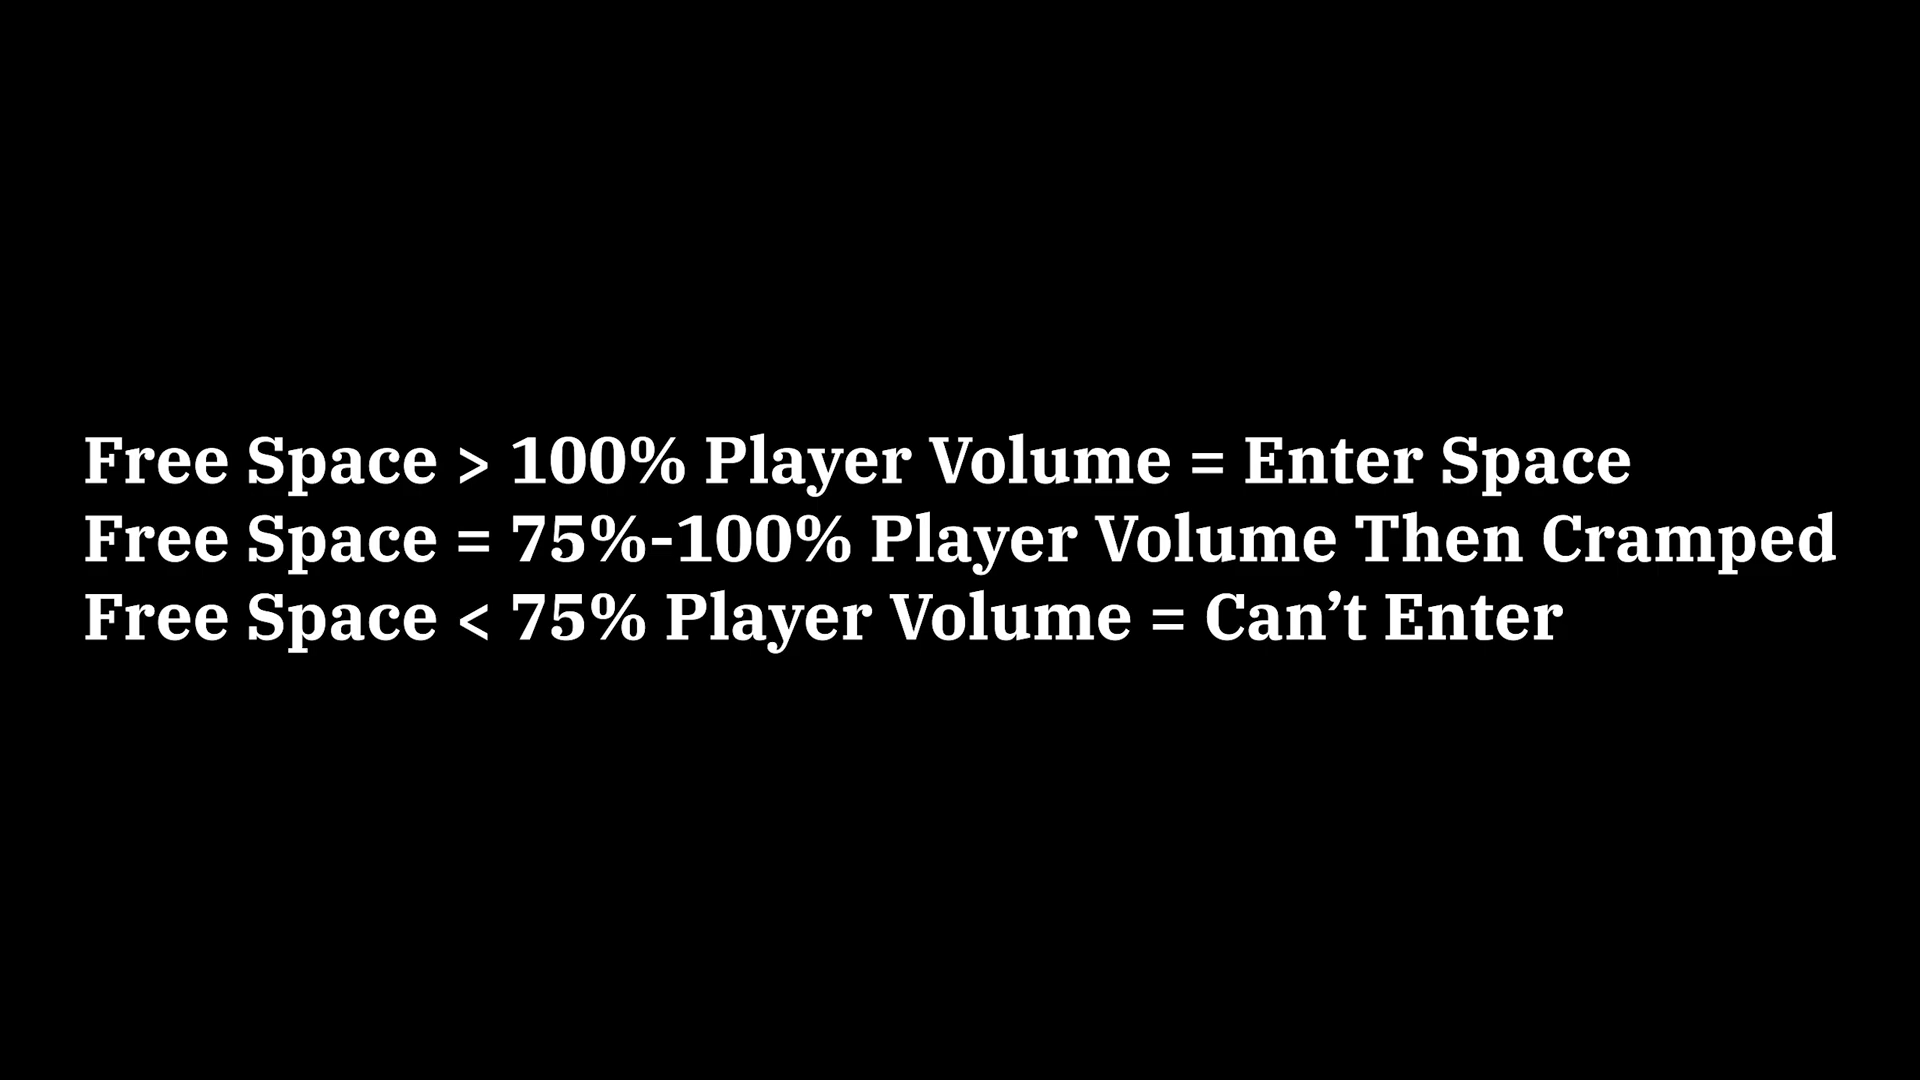 Free Space > 100% Player Volume = Enter Space
Free Space = 75%-100% Player Volume Then Cramped
Free Space < 75% Player Volume = Can’t Enter